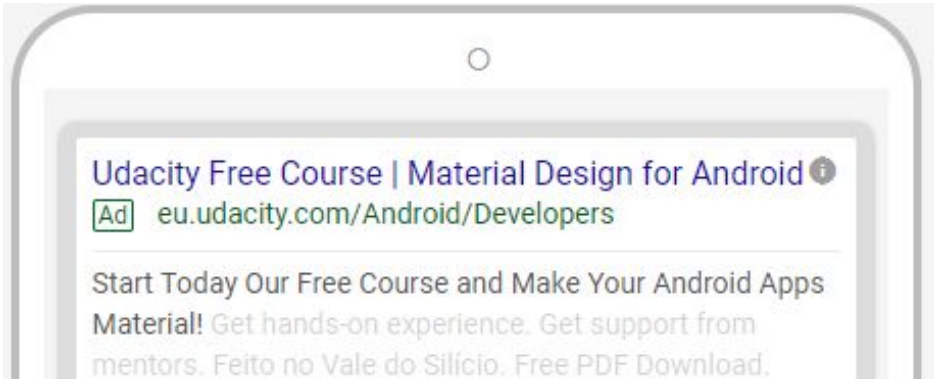 Udacity Free Course | Material Design for Android
Ad eu.udacity.com/Android/Developers
Start Today Our Free Course and Make Your Android Apps
Material! Get hands-on experience. Get support from
mentors. Feito no Vale do Silício. Free PDF Download.